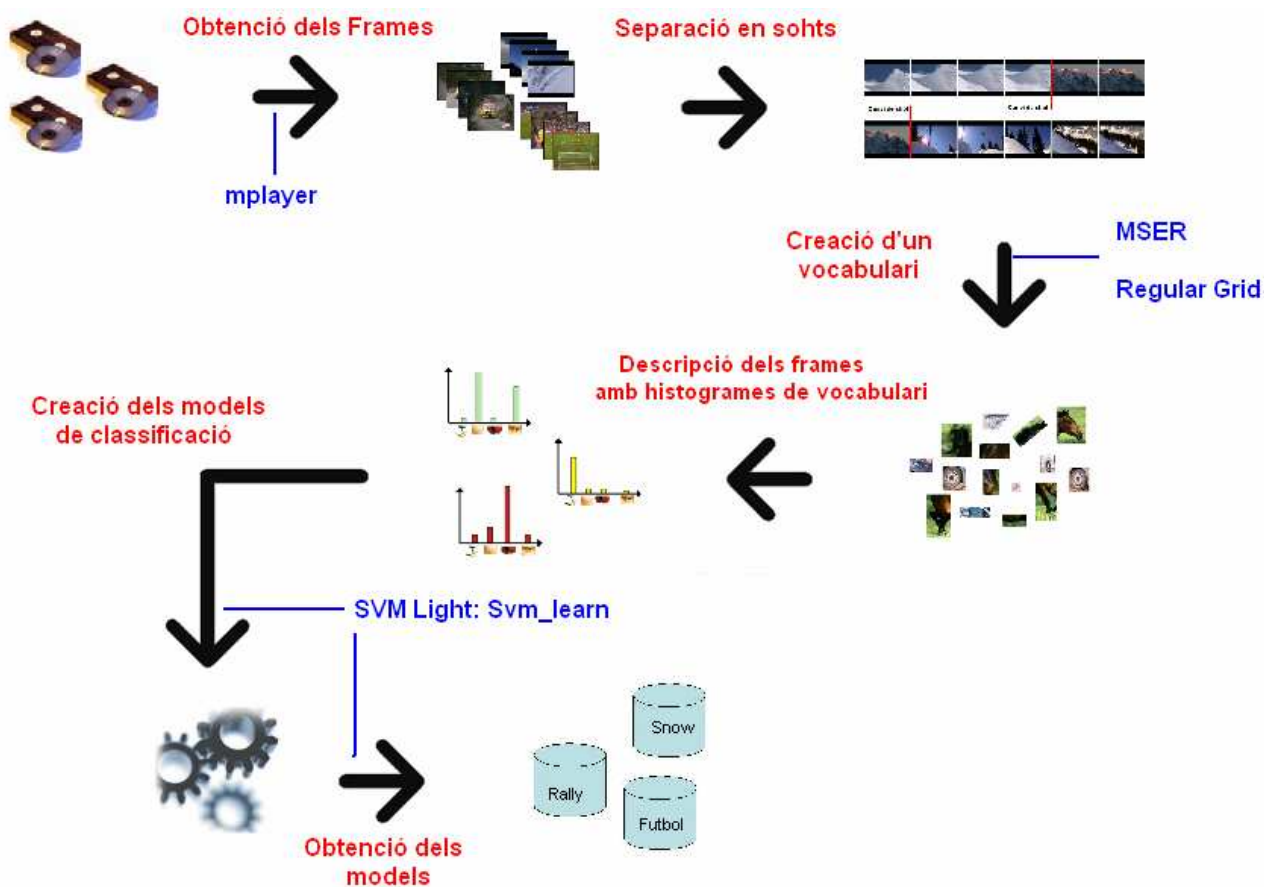 Obtenció dels Frames
Separació en sohts
mplayer
Creació d'un
vocabulari
MSER
Regular Grid
Descripció dels frames
amb histogrames de vocabulari
Creació dels models
de classificació
SVM Light: Svm_learn
Snow
Rally
Futbol
Obtenció dels
models